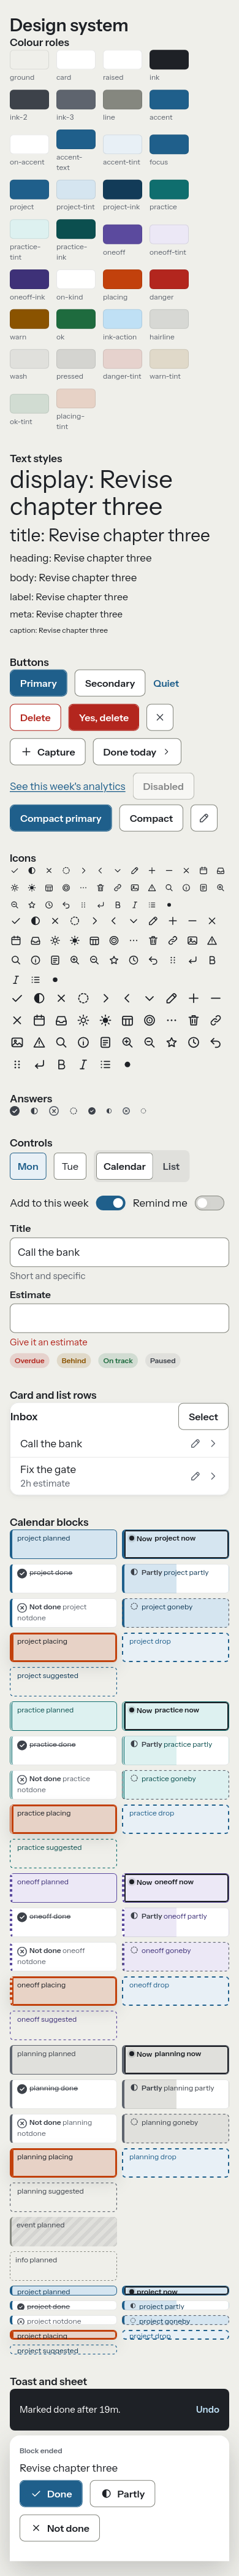 Design system
Colour roles
ground card raised ink
ink-2 ink-3 line accent
on-accent accent-text accent-tint focus
project project-tint project-ink practice
practice-tint practice-ink oneoff oneoff-tint
oneoff-ink on-kind placing danger
warn ok ink-action hairline
wash pressed danger-tint warn-tint
ok-tint placing-tint
Text styles
display: Revise
chapter three
title: Revise chapter three
heading: Revise chapter three
body: Revise chapter three
label: Revise chapter three
meta: Revise chapter three
caption: Revise chapter three
Buttons
Primary Secondary Quiet
Delete Yes, delete
Capture Done today
See this week's analytics Disabled
Compact primary Compact
Icons
Answers
Controls
Mon Tue Calendar List
Add to this week Remind me
Title
Call the bank
Short and specific
Estimate
Give it an estimate
Overdue Behind On track Paused
Card and list rows
Inbox Select
Call the bank
Fix the gate
2h estimate
Calendar blocks
project planned Now project now
project done Partly project partly
Not done project
notdone
project goneby
project placing project drop
project suggested
practice planned Now practice now
practice done Partly practice partly
Not done practice
notdone
practice goneby
practice placing practice drop
practice suggested
oneoff planned Now oneoff now
oneoff done Partly oneoff partly
Not done oneoff
notdone
oneoff goneby
oneoff placing oneoff drop
oneoff suggested
planning planned Now planning now
planning done Partly planning partly
Not done planning
notdone
planning goneby
planning placing planning drop
planning suggested
event planned
info planned
project planned project now
project done project partly
project notdone project goneby
project placing project drop
project suggested
Toast and sheet
Marked done after 19m. Undo
Block ended
Revise chapter three
Done Partly
Not done